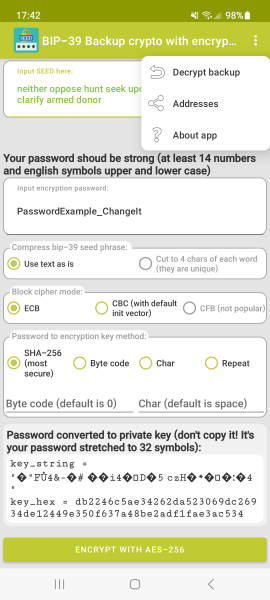 17:42
98%
BIP-39 Backup crypto with encryp...
Input SEED here:
neither oppose hunt seek
clarify armed donor
Decrypt backup
Addresses
About app
Your password shoud be strong (at least 14 numbers
and english symbols upper and lower case)
Input encryption password:
PasswordExample_ChangeIt
Compress bip-39 seed phrase:
Use text as is
Cut to 4 chars of each word
(they are unique)
Block cipher mode:
ECB
CBC (with default
init vector)
CFB (not popular)
Password to encryption key method:
SHA-256
(most
secure)
Byte code
Char
Repeat
Byte code (default is 0)
Char (default is space)
Password converted to private key (don't copy it! It's
your password stretched to 32 symbols):
key_string =
key_hex = db2246c5ae34262da523069dc269
34de12449e350f637a48be2adf1fae3ac534
ENCRYPT WITH AES-256